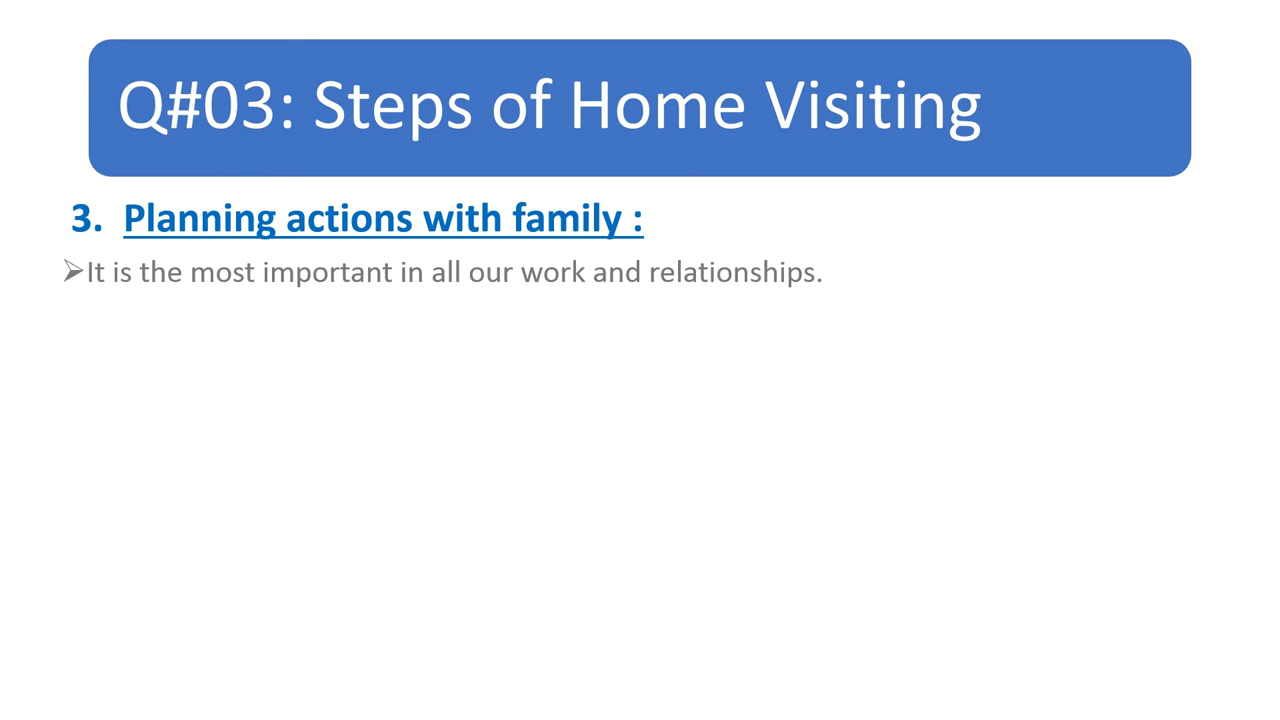 Q#03: Steps of Home Visiting
3. Planning actions with family :
➢It is the most important in all our work and relationships.